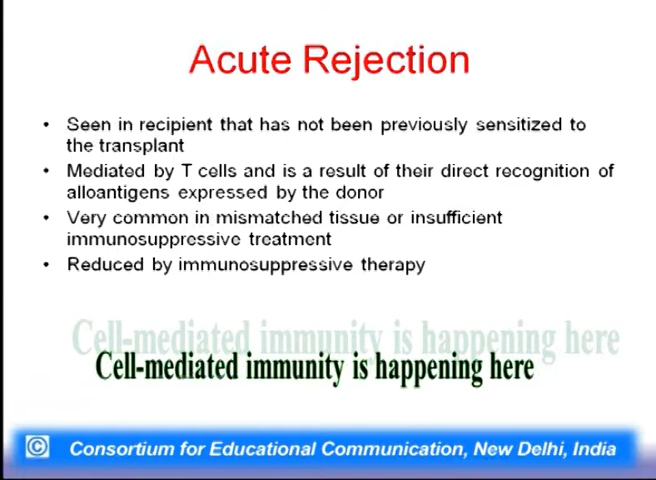 Acute Rejection
• Seen in recipient that has not been previously sensitized to
the transplant
• Mediated by T cells and is a result of their direct recognition of
alloantigens expressed by the donor
• Very common in mismatched tissue or insufficient
immunosuppressive treatment
• Reduced by immunosuppressive therapy
Cell-mediated immunity is happening here
Cell-mediated immunity is happening here
© Consortium for Educational Communication, New Delhi, India